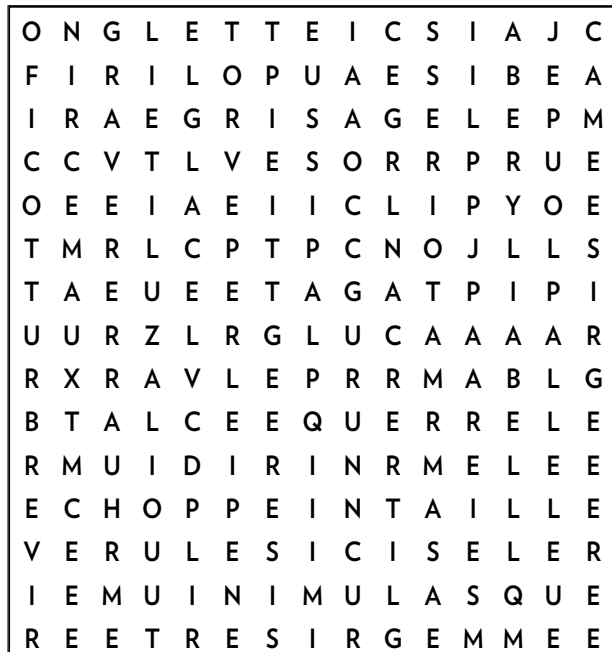 O N G L E T T E I C S I A J C
F I R I L O P U A E S I B E A
I R A E G R I S A G E L E P M
C C V T L V E S O R R P R U E
O E E I A E I I C L I P Y O E
T M R L C P T P C N O J L L S
T A E U E E T A G A T P I P I
U U R Z L R G L U C A A A A R
R X R A V L E P R R M A B L G
B T A L C E E Q U E R R E L E
R M U I D I R I N R M E L E E
E C H O P P E I N T A I L L E
V E R U L E S I C I S E L E R
I E M U I N I M U L A S Q U E
R E E T R E S I R G E M M E E